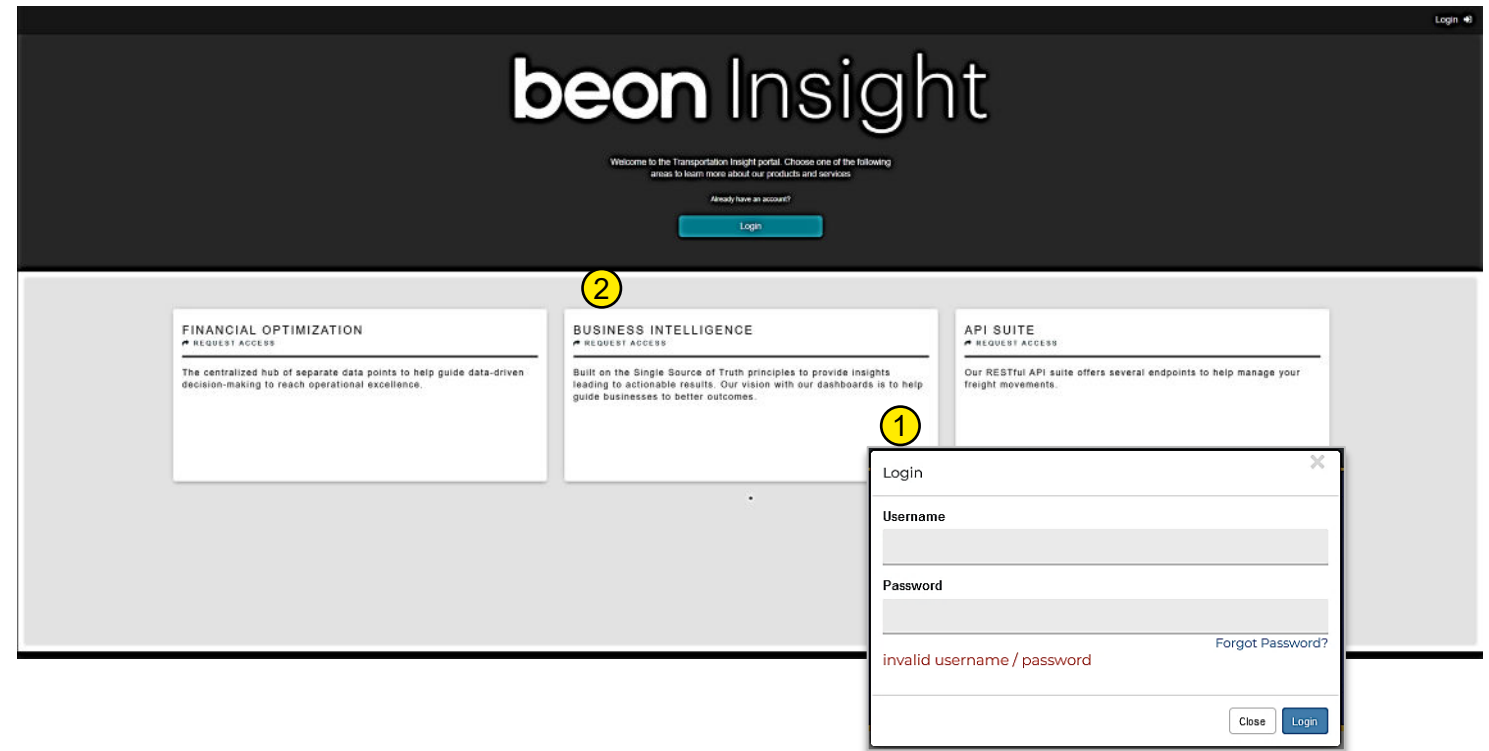 Login
beon Insight
Welcome to the Transportation Insight portal. Choose one of the following
areas to learn more about our products and services
Already have an account?
Login
2
FINANCIAL OPTIMIZATION
REQUEST ACCESS
The centralized hub of separate data points to help guide data-driven
decision-making to reach operational excellence.
BUSINESS INTELLIGENCE
REQUEST ACCESS
Built on the Single Source of Truth principles to provide insights
leading to actionable results. Our vision with our dashboards is to help
guide businesses to better outcomes.
API SUITE
REQUEST ACCESS
Our RESTful API suite offers several endpoints to help manage your
freight movements.
1
Login
Username
Password
Forgot Password?
invalid username / password
Close
Login